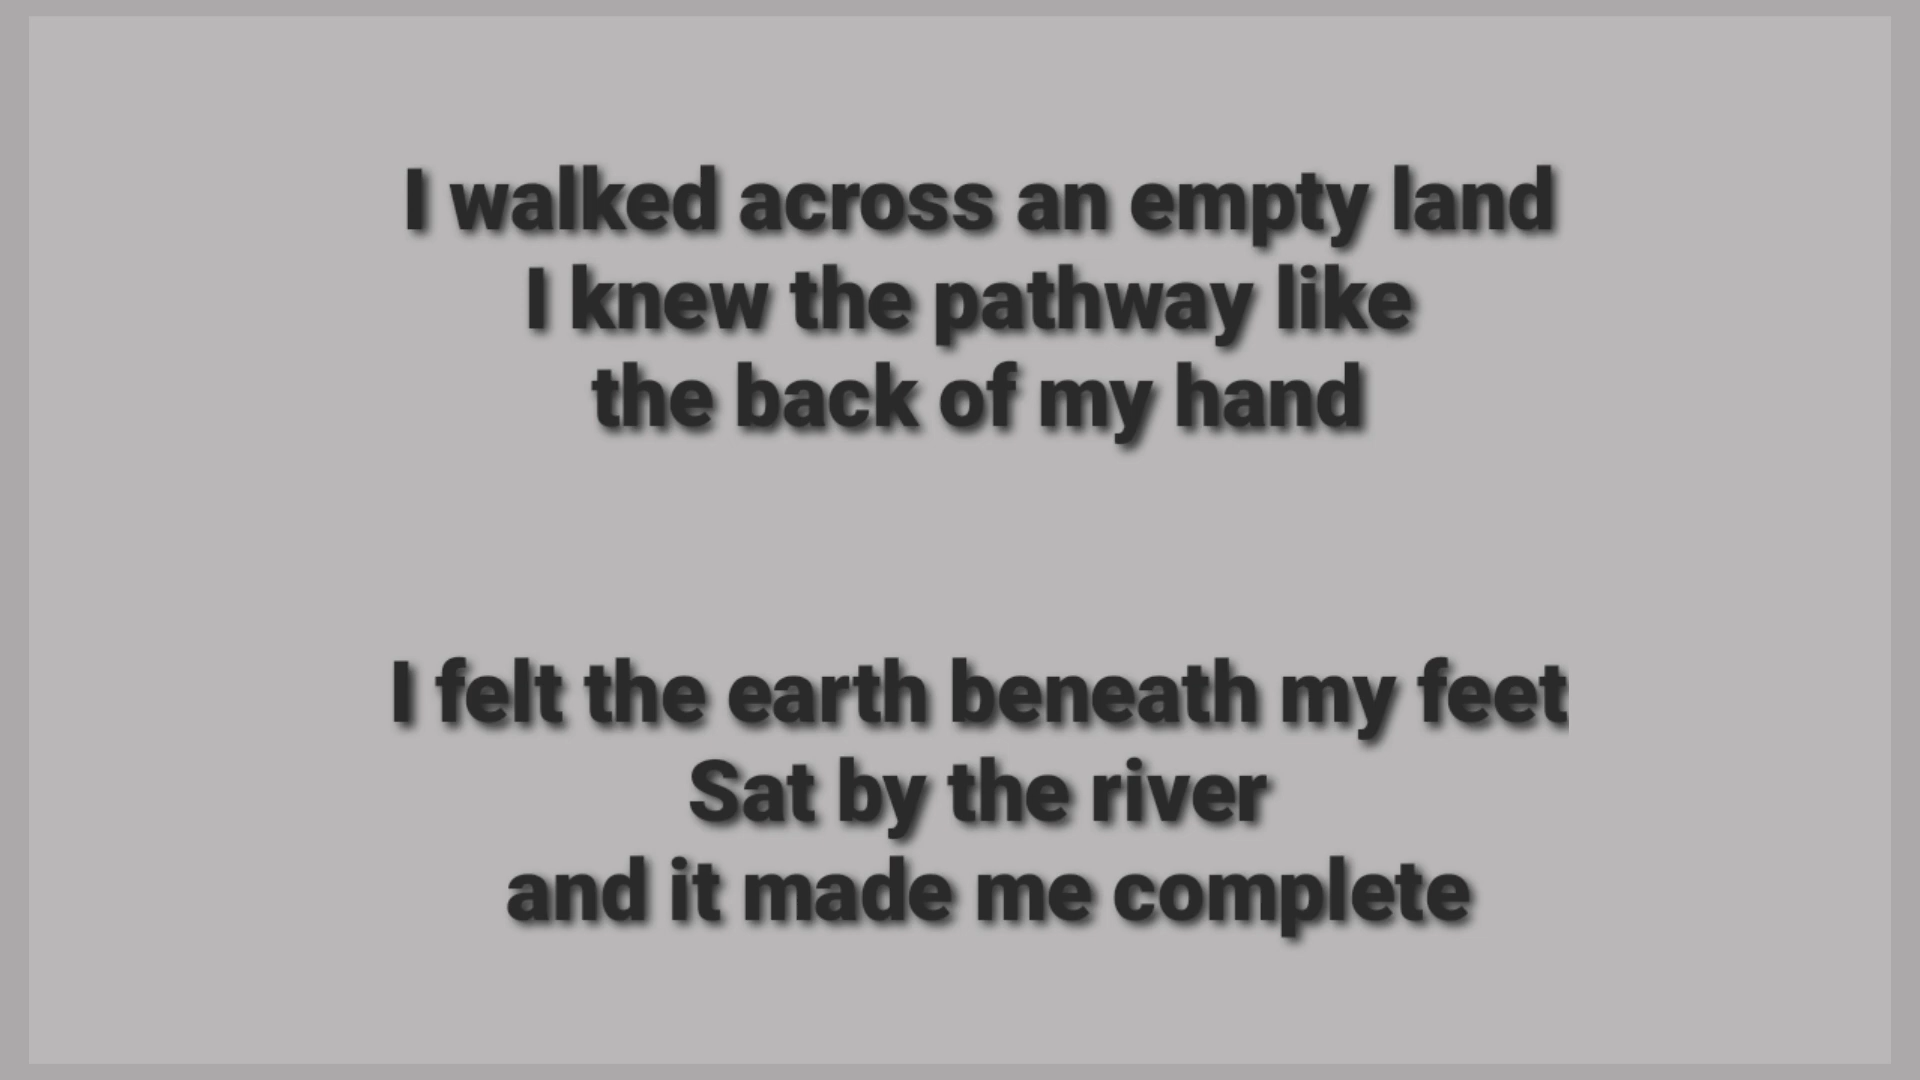 I walked across an empty land
I knew the pathway like
the back of my hand
I felt the earth beneath my feet
Sat by the river
and it made me complete